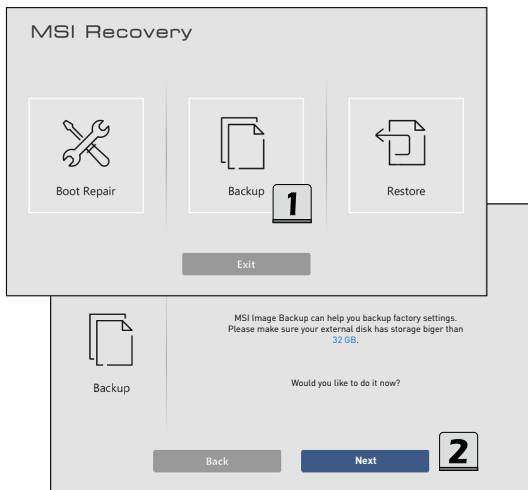 MSI Recovery
Boot Repair
Backup
1
Restore
Exit
MSI Image Backup can help you backup factory settings.
Please make sure your external disk has storage biger than
32 GB.
Backup
Would you like to do it now?
Back
Next
2